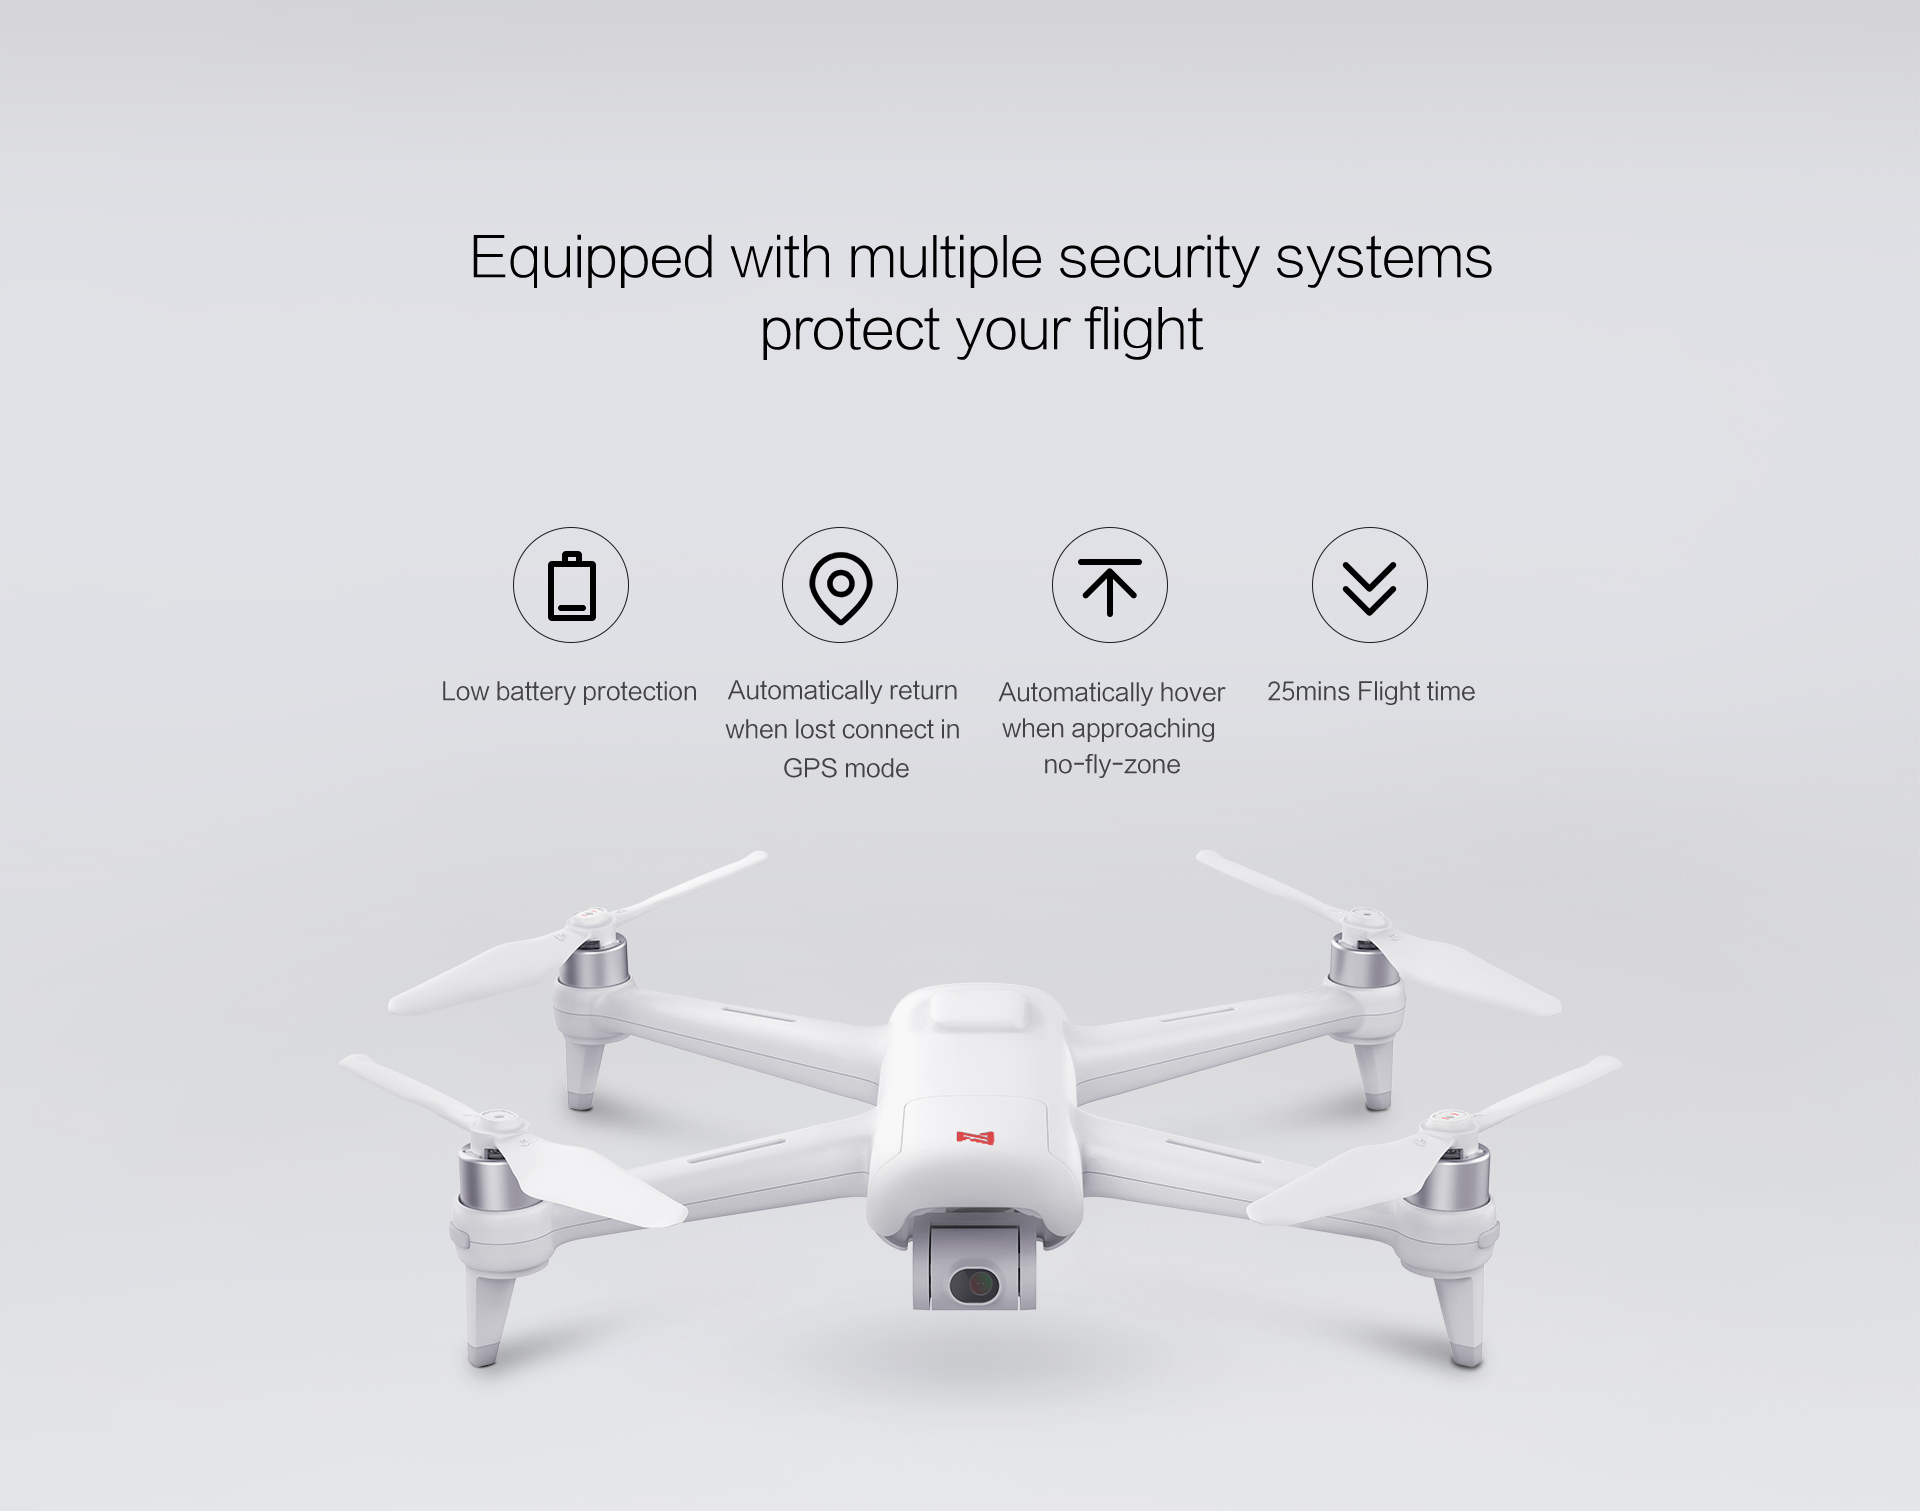 Equipped with multiple security systems
protect your flight
Low battery protection
Automatically return
when lost connect in
GPS mode
Automatically hover
when approaching
no-fly-zone
25mins Flight time